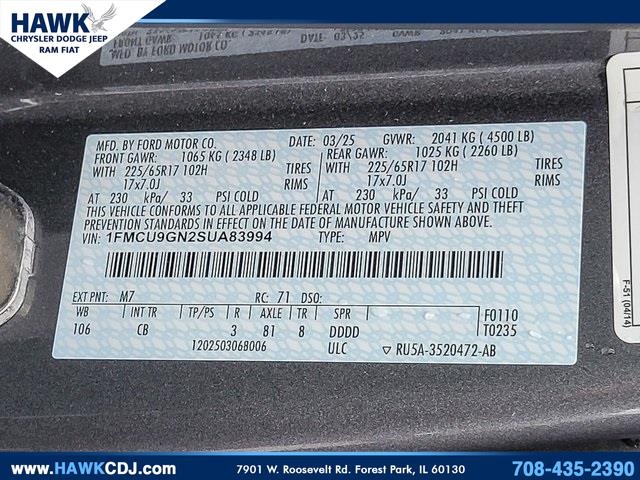 HAWK
CHRYSLER DODGE JEEP
RAM FIAT
MFD. BY FORD MOTOR CO. DATE: 03/25 GVWR: 2041 KG ( 4500 LB)
FRONT GAWR: 1065 KG ( 2348 LB) REAR GAWR: 1025 KG ( 2260 LB)
WITH 225/65R17 102H TIRES WITH 225/65R17 102H TIRES
17x7.0J RIMS 17x7.0J RIMS
AT 230 kPa/ 33 PSI COLD AT 230 kPa/ 33 PSI COLD
THIS VEHICLE CONFORMS TO ALL APPLICABLE FEDERAL MOTOR VEHICLE SAFETY AND THEFT
PREVENTION STANDARDS IN EFFECT ON THE DATE OF MANUFACTURE SHOWN ABOVE.
VIN: 1FMCU9GN2SUA83994 TYPE: MPV
EXT PNT: M7 RC: 71 DSO:
WB INT TR TP/PS R AXLE TR SPR F0110
106 CB 3 81 8 DDDD T0235
1202503068006 ULC ▽ RU5A-3520472-AB
F-51 (04/14)
www.HAWKCDJ.com 7901 W. Roosevelt Rd. Forest Park, IL 60130 708-435-2390